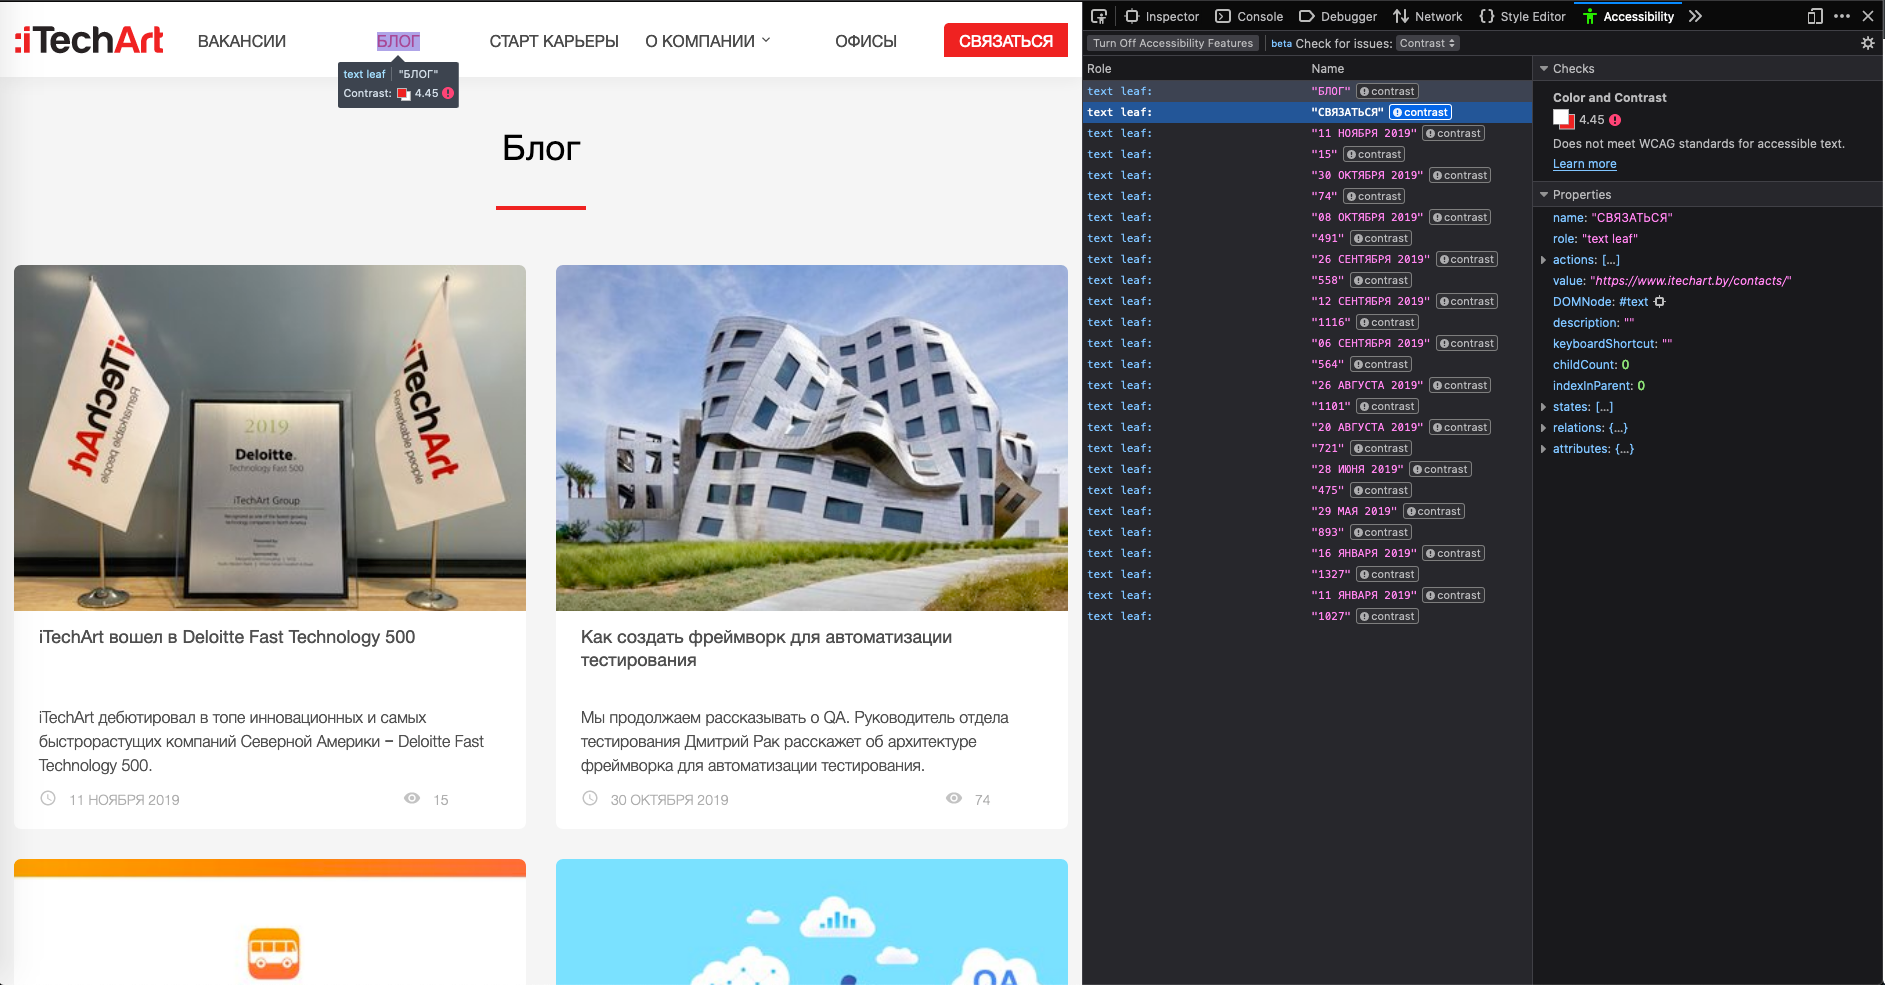 :iTechArt
ВАКАНСИИ
БЛОГ
СТАРТ КАРЬЕРЫ
О КОМПАНИИ
ОФИСЫ
СВЯЗАТЬСЯ
text leaf "БЛОГ"
Contrast: 4.45
Блог
iTechArt
Remarkable people
iTechArt
Remarkable people
2019
Deloitte.
Technology Fast 500
iTechArt Group
iTechArt вошел в Deloitte Fast Technology 500
iTechArt дебютировал в топе инновационных и самых
быстрорастущих компаний Северной Америки – Deloitte Fast
Technology 500.
11 НОЯБРЯ 2019 15
Как создать фреймворк для автоматизации
тестирования
Мы продолжаем рассказывать о QA. Руководитель отдела
тестирования Дмитрий Рак расскажет об архитектуре
фреймворка для автоматизации тестирования.
30 ОКТЯБРЯ 2019 74
QA
Inspector Console Debugger Network Style Editor Accessibility
Turn Off Accessibility Features beta Check for issues: Contrast
Role Name
text leaf: "БЛОГ" contrast
text leaf: "СВЯЗАТЬСЯ" contrast
text leaf: "11 НОЯБРЯ 2019" contrast
text leaf: "15" contrast
text leaf: "30 ОКТЯБРЯ 2019" contrast
text leaf: "74" contrast
text leaf: "08 ОКТЯБРЯ 2019" contrast
text leaf: "491" contrast
text leaf: "26 СЕНТЯБРЯ 2019" contrast
text leaf: "558" contrast
text leaf: "12 СЕНТЯБРЯ 2019" contrast
text leaf: "1116" contrast
text leaf: "06 СЕНТЯБРЯ 2019" contrast
text leaf: "564" contrast
text leaf: "26 АВГУСТА 2019" contrast
text leaf: "1101" contrast
text leaf: "20 АВГУСТА 2019" contrast
text leaf: "721" contrast
text leaf: "28 ИЮНЯ 2019" contrast
text leaf: "475" contrast
text leaf: "29 МАЯ 2019" contrast
text leaf: "893" contrast
text leaf: "16 ЯНВАРЯ 2019" contrast
text leaf: "1327" contrast
text leaf: "11 ЯНВАРЯ 2019" contrast
text leaf: "1027" contrast
Checks
Color and Contrast
4.45
Does not meet WCAG standards for accessible text.
Learn more
Properties
name: "СВЯЗАТЬСЯ"
role: "text leaf"
actions: […]
value: "https://www.itechart.by/contacts/"
DOMNode: #text
description: ""
keyboardShortcut: ""
childCount: 0
indexInParent: 0
states: […]
relations: {…}
attributes: {…}